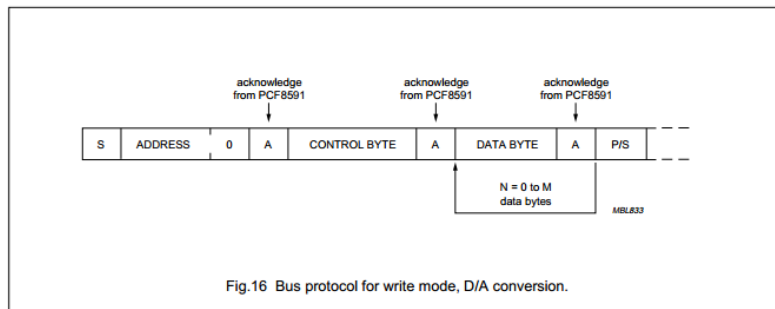 acknowledge
from PCF8591
acknowledge
from PCF8591
acknowledge
from PCF8591
S ADDRESS 0 A CONTROL BYTE A DATA BYTE A P/S
N = 0 to M
data bytes
MBL833
Fig.16 Bus protocol for write mode, D/A conversion.